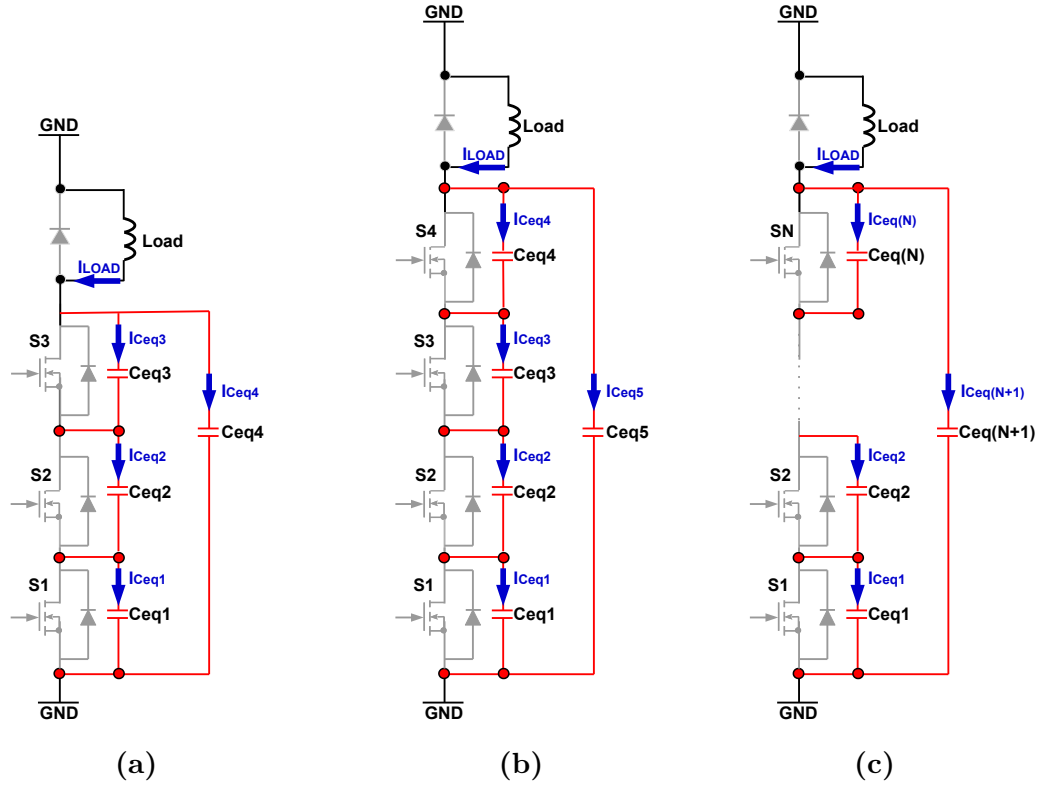 GND
Load
ILOAD
S3
ICeq3
Ceq3
ICeq4
Ceq4
S2
ICeq2
Ceq2
S1
ICeq1
Ceq1
GND
(a)
GND
Load
ILOAD
S4
ICeq4
Ceq4
S3
ICeq3
Ceq3
ICeq5
Ceq5
S2
ICeq2
Ceq2
S1
ICeq1
Ceq1
GND
(b)
GND
Load
ILOAD
SN
ICeq(N)
Ceq(N)
ICeq(N+1)
Ceq(N+1)
S2
ICeq2
Ceq2
S1
ICeq1
Ceq1
GND
(c)